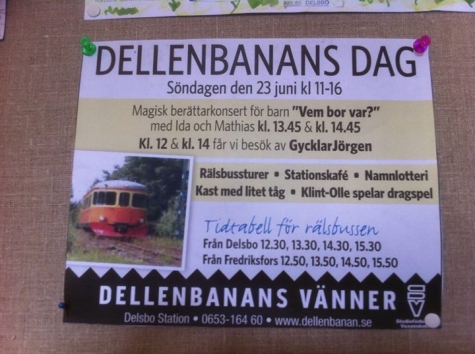 DELSBO
DELLENBANANS DAG
Söndagen den 23 juni kl 11-16
Magisk berättarkonsert för barn "Vem bor var?"
med Ida och Mathias kl. 13.45 & kl. 14.45
Kl. 12 & kl. 14 får vi besök av GycklarJörgen
Rälsbussturer • Stationskafé • Namnlotteri
Kast med litet tåg • Klint-Olle spelar dragspel
Tidtabell för rälsbussen
Från Delsbo 12.30, 13.30, 14.30, 15.30
Från Fredriksfors 12.50, 13.50, 14.50, 15.50
DELLENBANANS VÄNNER
Delsbo Station • 0653-164 60 • www.dellenbanan.se